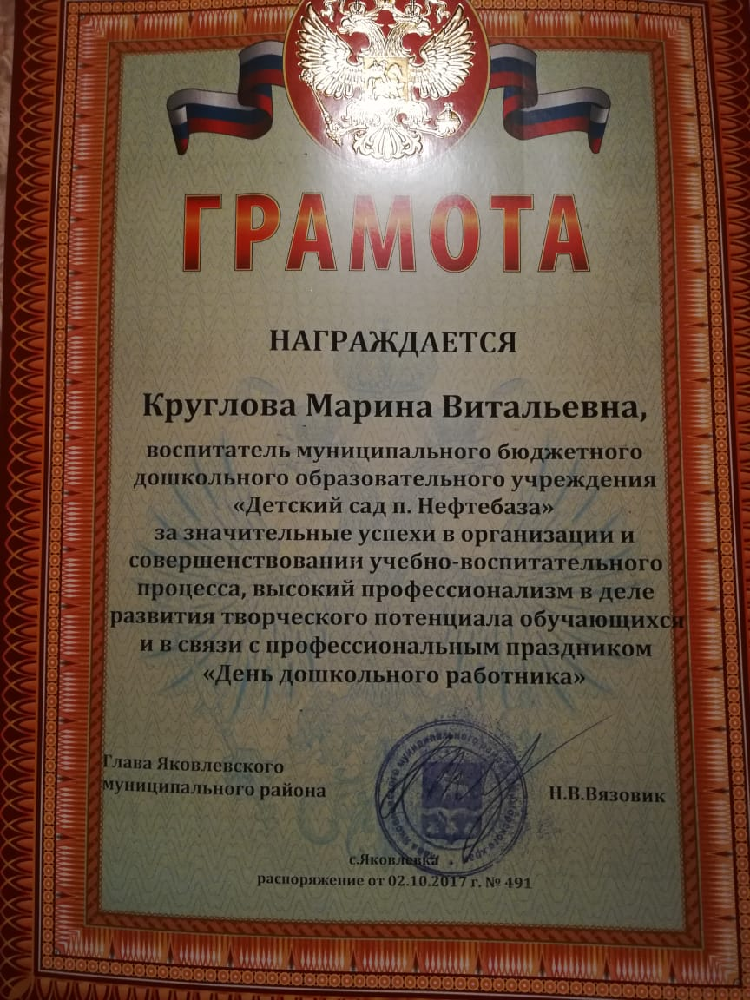 ГРАМОТА
НАГРАЖДАЕТСЯ
Круглова Марина Витальевна,
воспитатель муниципального бюджетного
дошкольного образовательного учреждения
«Детский сад п. Нефтебаза»
за значительные успехи в организации и
совершенствовании учебно-воспитательного
процесса, высокий профессионализм в деле
развития творческого потенциала обучающихся
и в связи с профессиональным праздником
«День дошкольного работника»
Глава Яковлевского
муниципального района
Н.В.Вязовик
с.Яковлевка
распоряжение от 02.10.2017 г. № 491